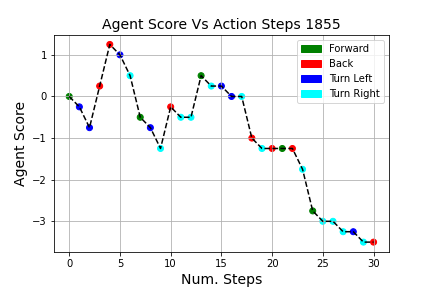 Agent Score Vs Action Steps 1855
Forward
Back
Turn Left
Turn Right
1
0
−1
−2
−3
Agent Score
0 5 10 15 20 25 30
Num. Steps